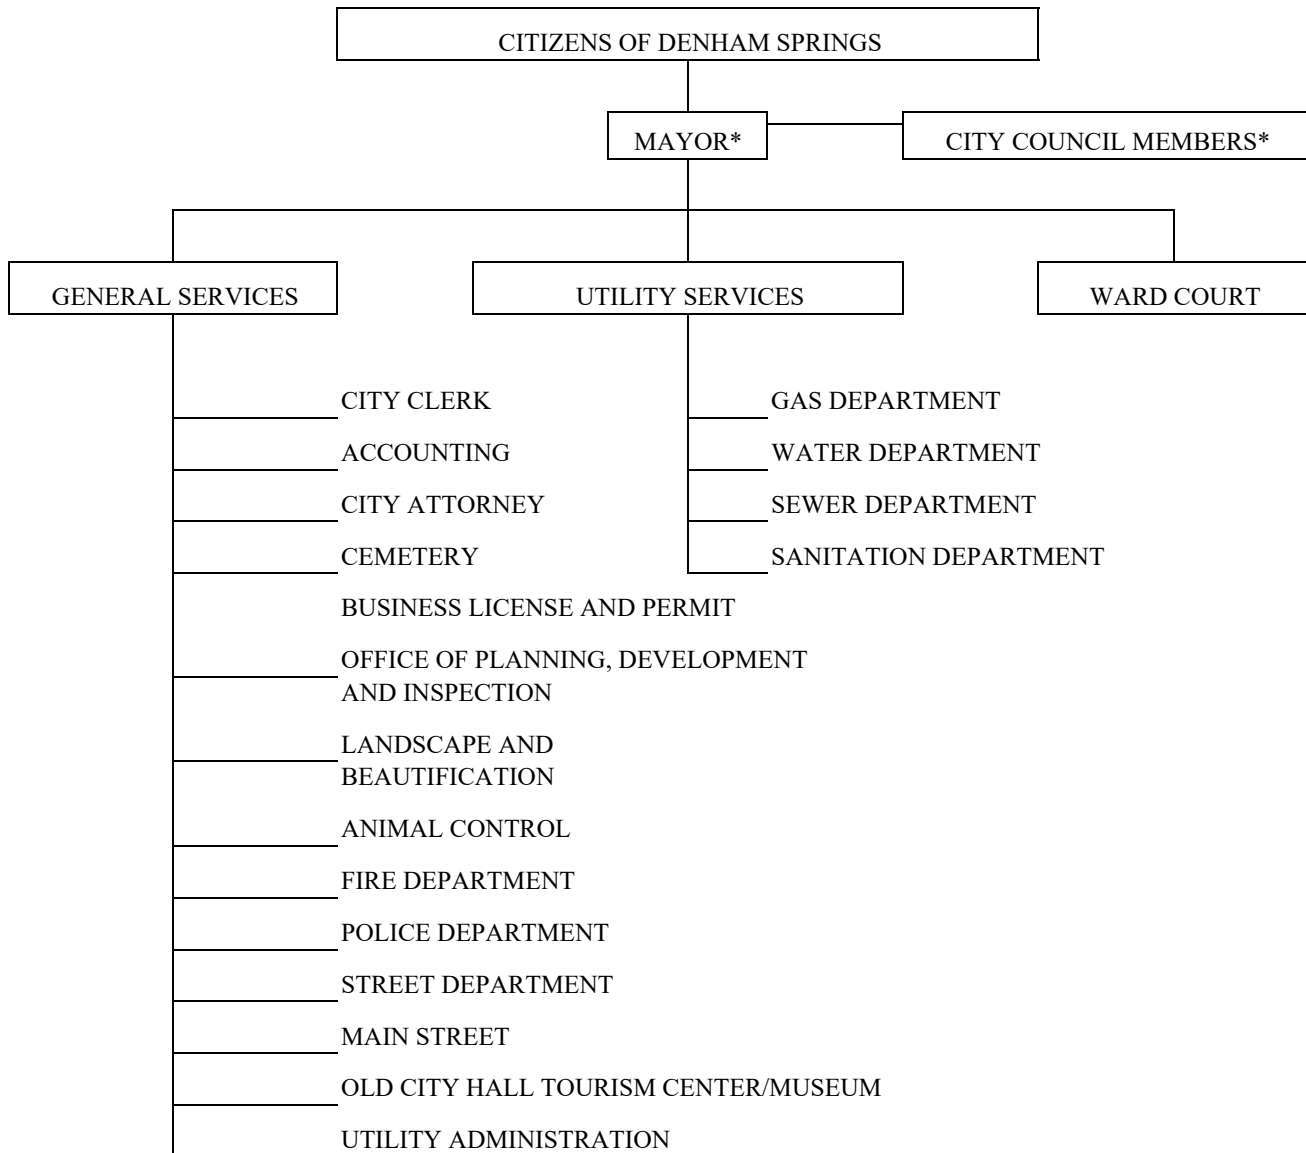 CITIZENS OF DENHAM SPRINGS
MAYOR*
CITY COUNCIL MEMBERS*
GENERAL SERVICES
UTILITY SERVICES
WARD COURT
CITY CLERK
ACCOUNTING
CITY ATTORNEY
CEMETERY
BUSINESS LICENSE AND PERMIT
OFFICE OF PLANNING, DEVELOPMENT
AND INSPECTION
LANDSCAPE AND
BEAUTIFICATION
ANIMAL CONTROL
FIRE DEPARTMENT
POLICE DEPARTMENT
STREET DEPARTMENT
MAIN STREET
OLD CITY HALL TOURISM CENTER/MUSEUM
UTILITY ADMINISTRATION
GAS DEPARTMENT
WATER DEPARTMENT
SEWER DEPARTMENT
SANITATION DEPARTMENT